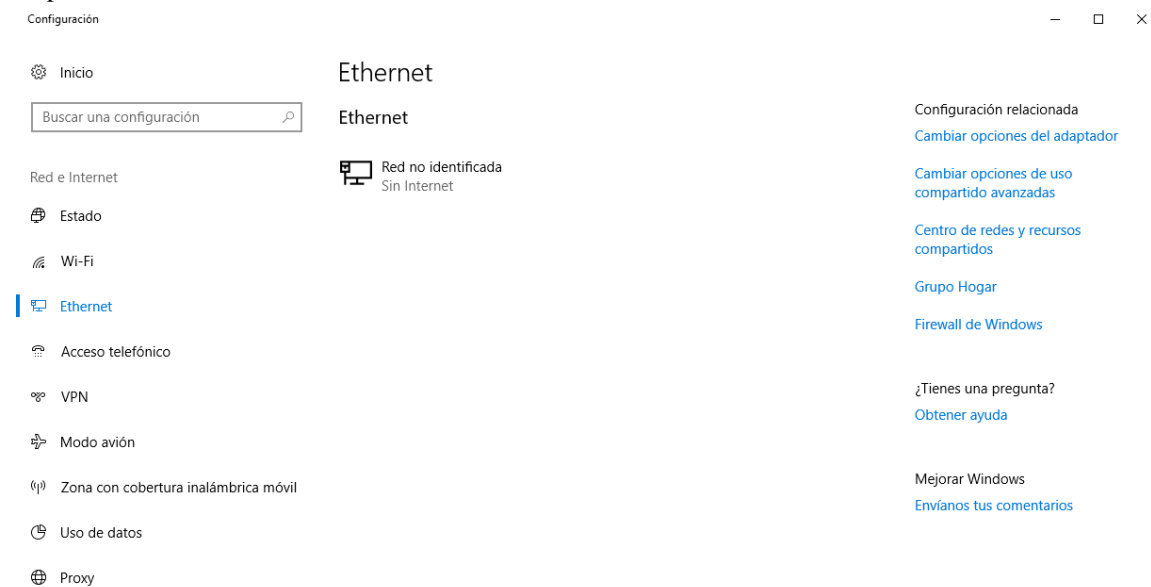 Configuración
Inicio
Buscar una configuración
Red e Internet
Estado
Wi-Fi
Ethernet
Acceso telefónico
VPN
Modo avión
Zona con cobertura inalámbrica móvil
Uso de datos
Proxy
Ethernet
Ethernet
Red no identificada
Sin Internet
Configuración relacionada
Cambiar opciones del adaptador
Cambiar opciones de uso
compartido avanzadas
Centro de redes y recursos
compartidos
Grupo Hogar
Firewall de Windows
¿Tienes una pregunta?
Obtener ayuda
Mejorar Windows
Envíanos tus comentarios